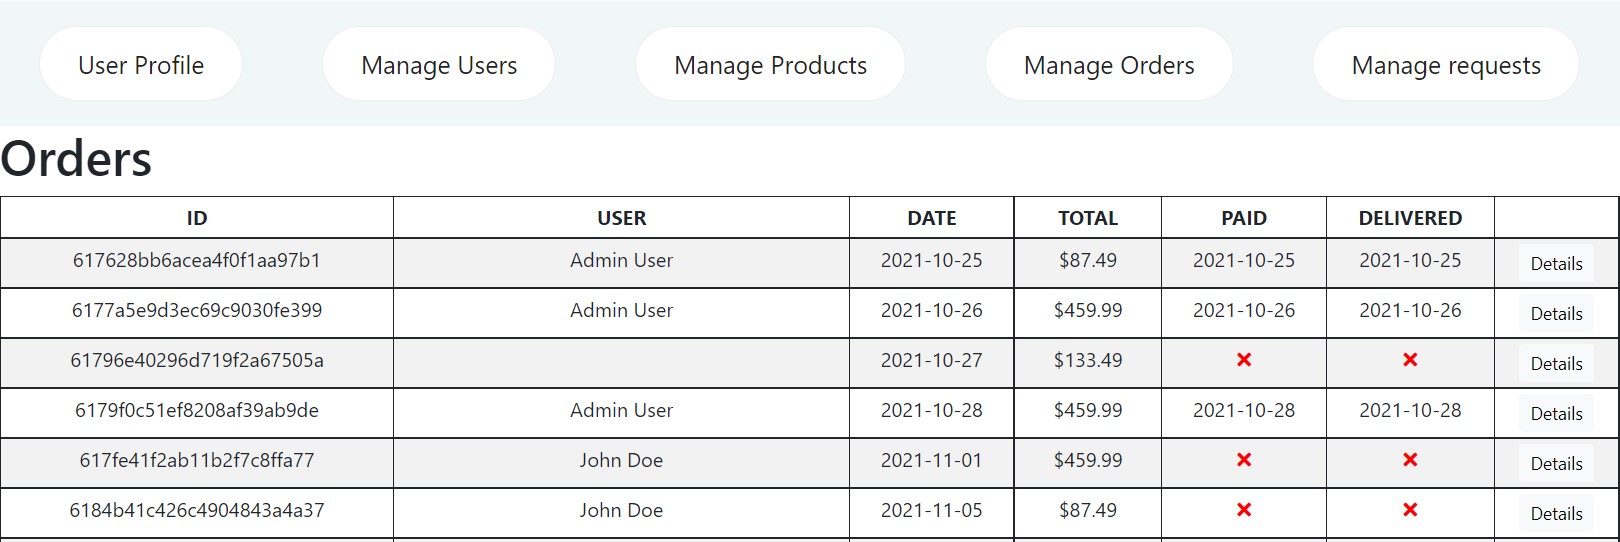 User Profile Manage Users Manage Products Manage Orders Manage requests
Orders
ID USER DATE TOTAL PAID DELIVERED
617628bb6acea4f0f1aa97b1 Admin User 2021-10-25 $87.49 2021-10-25 2021-10-25 Details
6177a5e9d3ec69c9030fe399 Admin User 2021-10-26 $459.99 2021-10-26 2021-10-26 Details
61796e40296d719f2a67505a 2021-10-27 $133.49 Details
6179f0c51ef8208af39ab9de Admin User 2021-10-28 $459.99 2021-10-28 2021-10-28 Details
617fe41f2ab11b2f7c8ffa77 John Doe 2021-11-01 $459.99 Details
6184b41c426c4904843a4a37 John Doe 2021-11-05 $87.49 Details